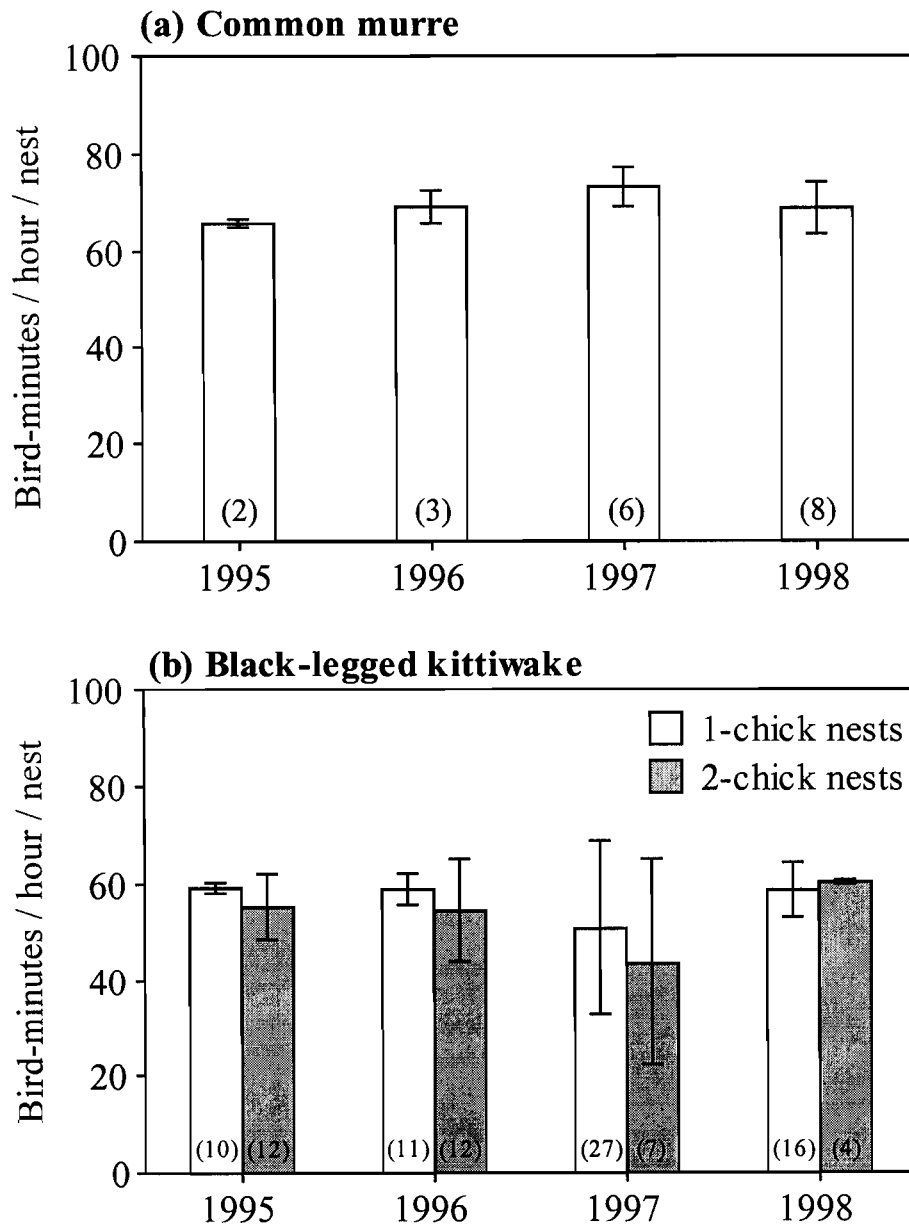 (a) Common murre
100
80
60
40
20
0
Bird-minutes / hour / nest
(2) (3) (6) (8)
1995 1996 1997 1998
(b) Black-legged kittiwake
100
80
60
40
20
0
Bird-minutes / hour / nest
1-chick nests
2-chick nests
(10) (12) (11) (12) (27) (7) (16) (4)
1995 1996 1997 1998